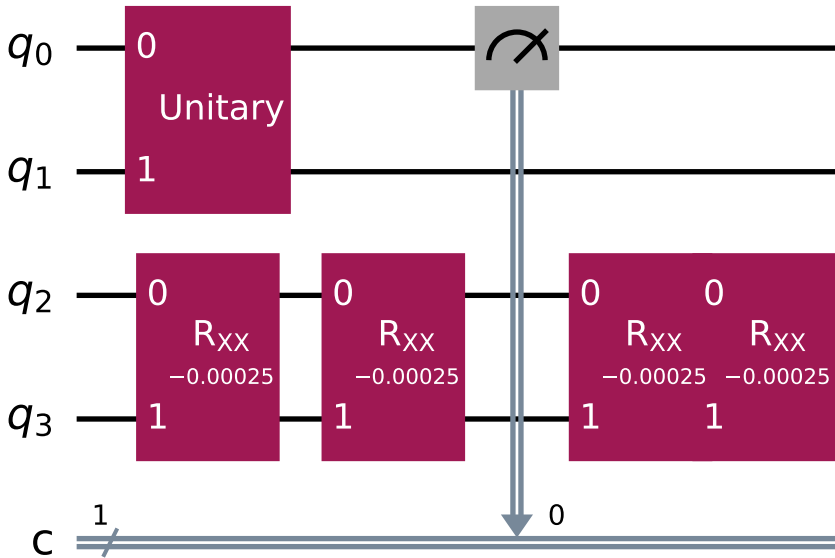 q0 0
Unitary
q1 1
q2 0 0 0 0
RXX RXX RXX RXX
−0.00025 −0.00025 −0.00025 −0.00025
q3 1 1 1 1
1 0
c